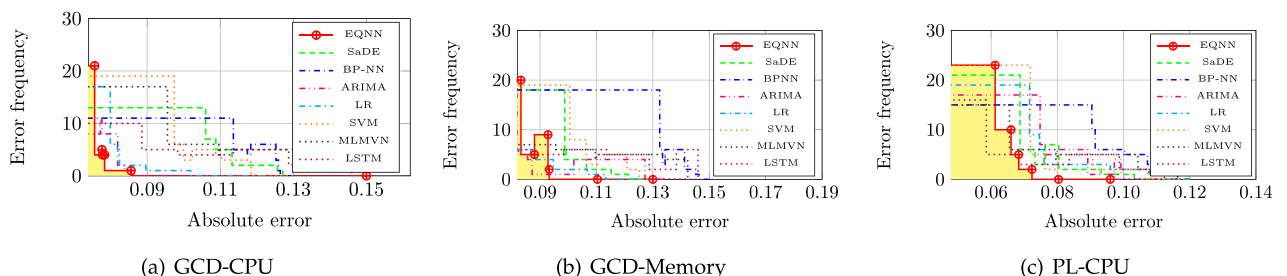 30
20
10
0
Error frequency
0.09
0.11
0.13
0.15
Absolute error
EQNN
SaDE
BP-NN
ARIMA
LR
SVM
MLMVN
LSTM
(a) GCD-CPU
30
20
10
0
Error frequency
0.09
0.11
0.13
0.15
0.17
0.19
Absolute error
EQNN
SaDE
BPNN
ARIMA
LR
SVM
MLMVN
LSTM
(b) GCD-Memory
30
20
10
0
Error frequency
0.06
0.08
0.10
0.12
0.14
Absolute error
EQNN
SaDE
BP-NN
ARIMA
LR
SVM
MLMVN
LSTM
(c) PL-CPU